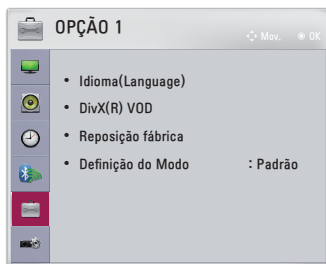 OPÇÃO 1
Mov. OK
• Idioma(Language)
• DivX(R) VOD
• Reposição fábrica
• Definição do Modo : Padrão